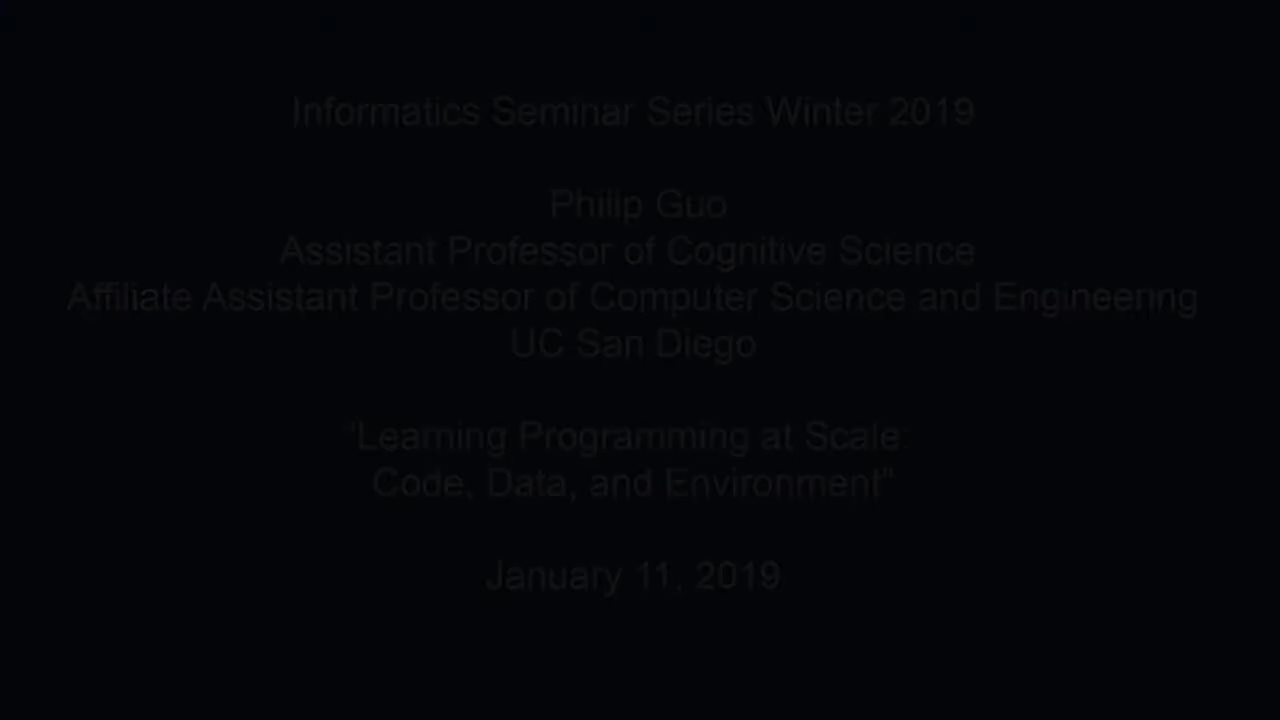 Informatics Seminar Series Winter 2019
Philip Guo
Assistant Professor of Cognitive Science
Affiliate Assistant Professor of Computer Science and Engineering
UC San Diego
"Learning Programming at Scale:
Code, Data, and Environment"
January 11, 2019